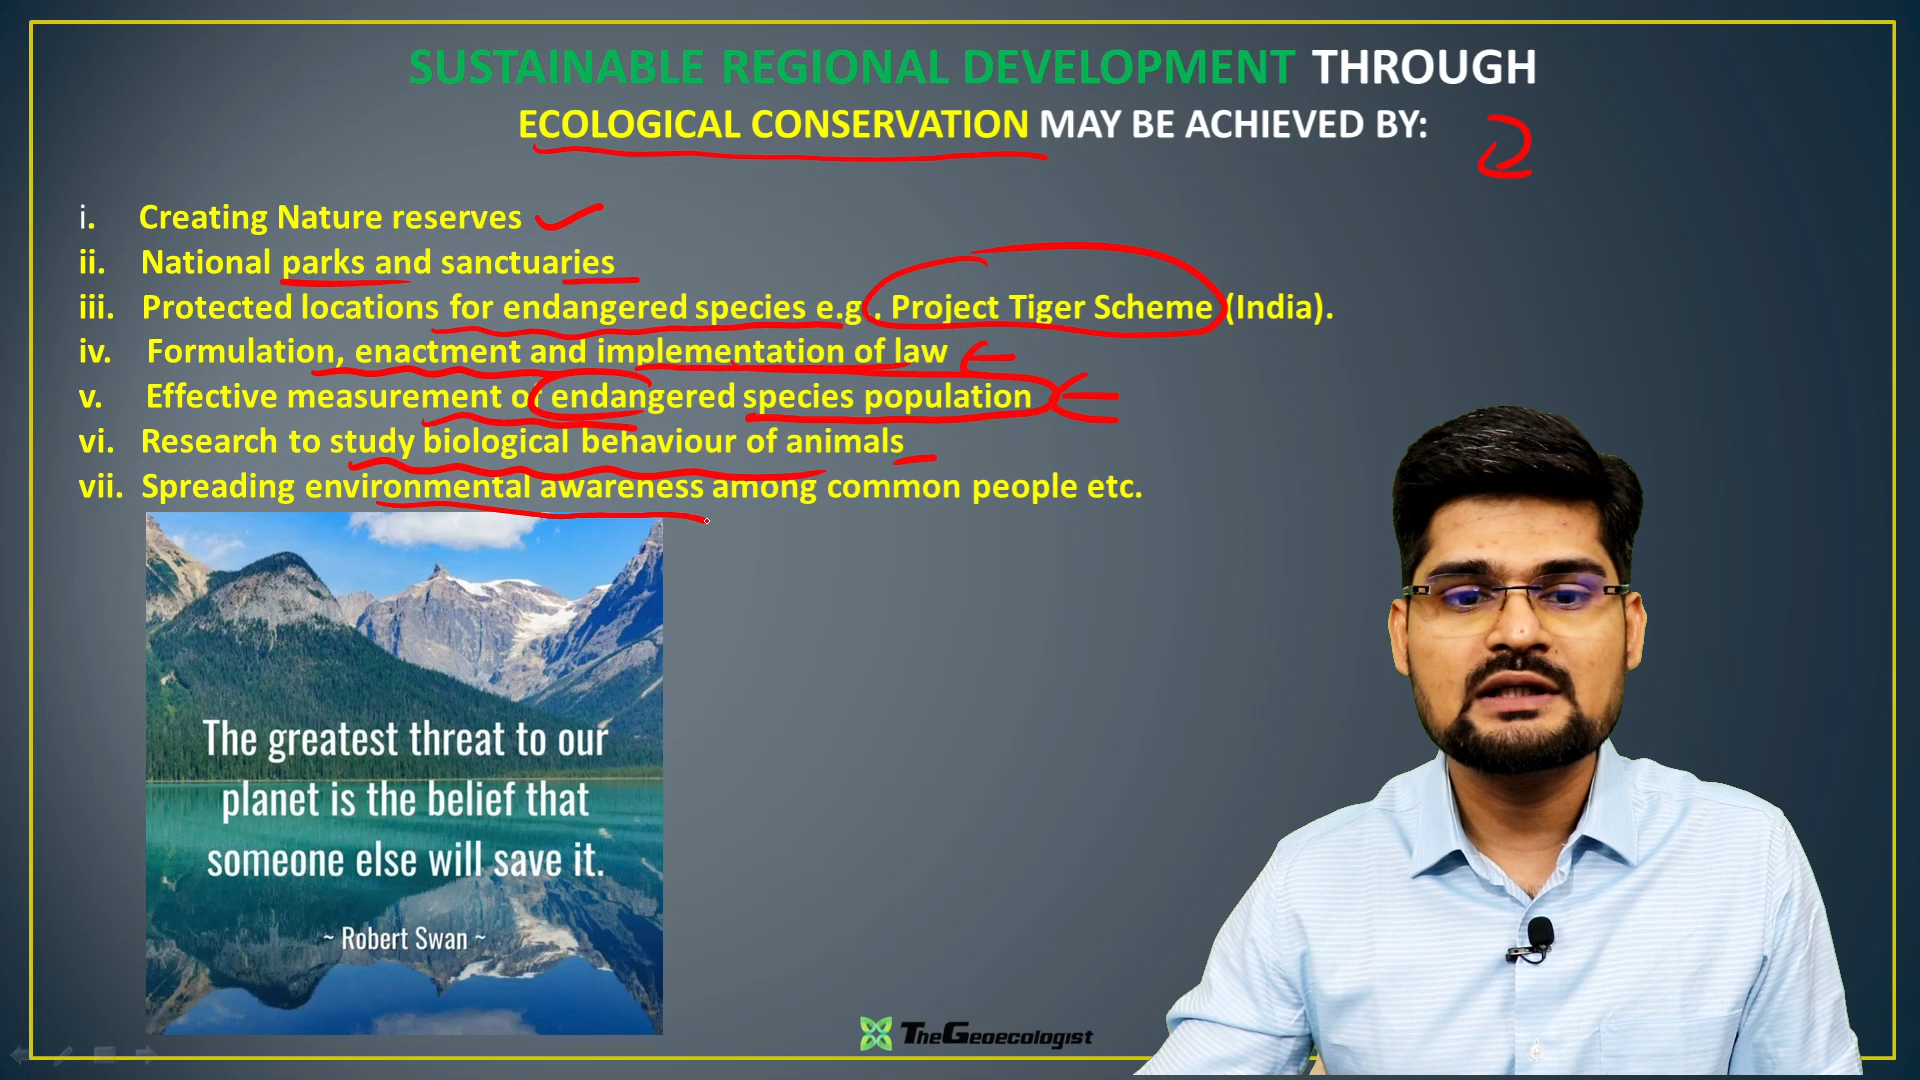 SUSTAINABLE REGIONAL DEVELOPMENT THROUGH
ECOLOGICAL CONSERVATION MAY BE ACHIEVED BY:
2
i. Creating Nature reserves
ii. National parks and sanctuaries
iii. Protected locations for endangered species e.g., Project Tiger Scheme (India).
iv. Formulation, enactment and implementation of law
v. Effective measurement of endangered species population
vi. Research to study biological behaviour of animals
vii. Spreading environmental awareness among common people etc.
The greatest threat to our
planet is the belief that
someone else will save it.
~ Robert Swan ~
TheGeoecologist